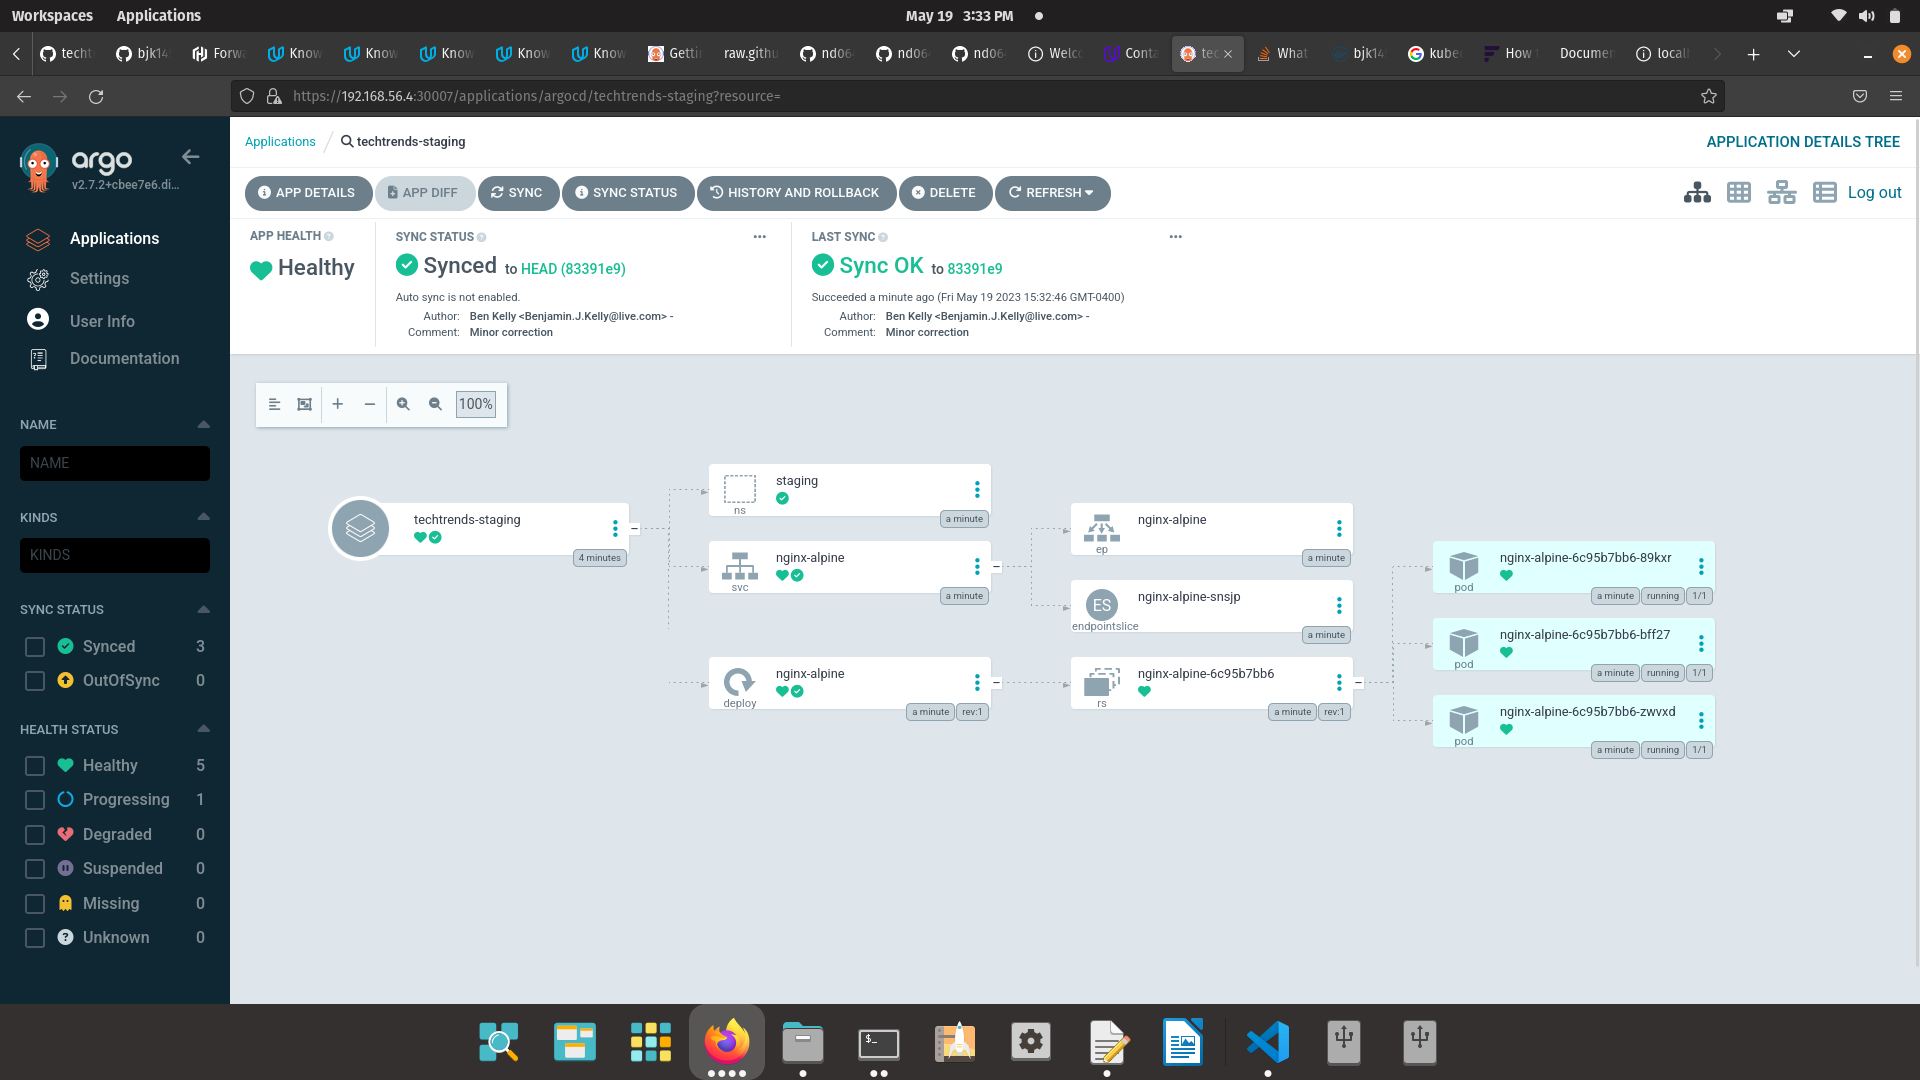 Workspaces Applications May 19 3:33 PM
techt bjk14 Forwa Know Know Know Know Know Getti raw.githu nd06 nd06 nd06 Welc Conta tec What bjk14 kube How Documen local
https://192.168.56.4:30007/applications/argocd/techtrends-staging?resource=
argo
v2.7.2+cbee7e6.di...
Applications
Settings
User Info
Documentation
NAME
NAME
KINDS
KINDS
SYNC STATUS
Synced 3
OutOfSync 0
HEALTH STATUS
Healthy 5
Progressing 1
Degraded 0
Suspended 0
Missing 0
Unknown 0
Applications / techtrends-staging APPLICATION DETAILS TREE
APP DETAILS APP DIFF SYNC SYNC STATUS HISTORY AND ROLLBACK DELETE REFRESH Log out
APP HEALTH
Healthy
SYNC STATUS
Synced to HEAD (83391e9)
Auto sync is not enabled.
Author: Ben Kelly <Benjamin.J.Kelly@live.com> -
Comment: Minor correction
LAST SYNC
Sync OK to 83391e9
Succeeded a minute ago (Fri May 19 2023 15:32:46 GMT-0400)
Author: Ben Kelly <Benjamin.J.Kelly@live.com> -
Comment: Minor correction
100%
techtrends-staging
4 minutes
staging
ns
a minute
nginx-alpine
svc
a minute
nginx-alpine
deploy
a minute rev:1
nginx-alpine
ep
a minute
ES
nginx-alpine-snsjp
endpointslice
a minute
nginx-alpine-6c95b7bb6
rs
a minute rev:1
nginx-alpine-6c95b7bb6-89kxr
pod
a minute running 1/1
nginx-alpine-6c95b7bb6-bff27
pod
a minute running 1/1
nginx-alpine-6c95b7bb6-zwvxd
pod
a minute running 1/1
$_